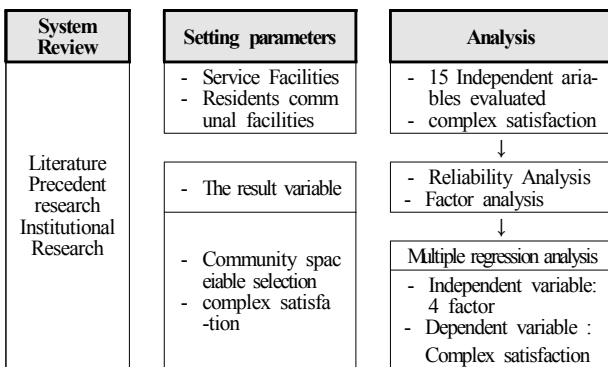 System
Review
Literature
Precedent
research
Institutional
Research
Setting parameters
- Service Facilities
- Residents comm
unal facilities
- The result variable
- Community spac
eiable selection
- complex satisfa
-tion
Analysis
- 15 Independent aria-
bles evaluated
- complex satisfaction
↓
- Reliability Analysis
- Factor analysis
↓
Multiple regression analysis
- Independent variable:
4 factor
- Dependent variable :
Complex satisfaction